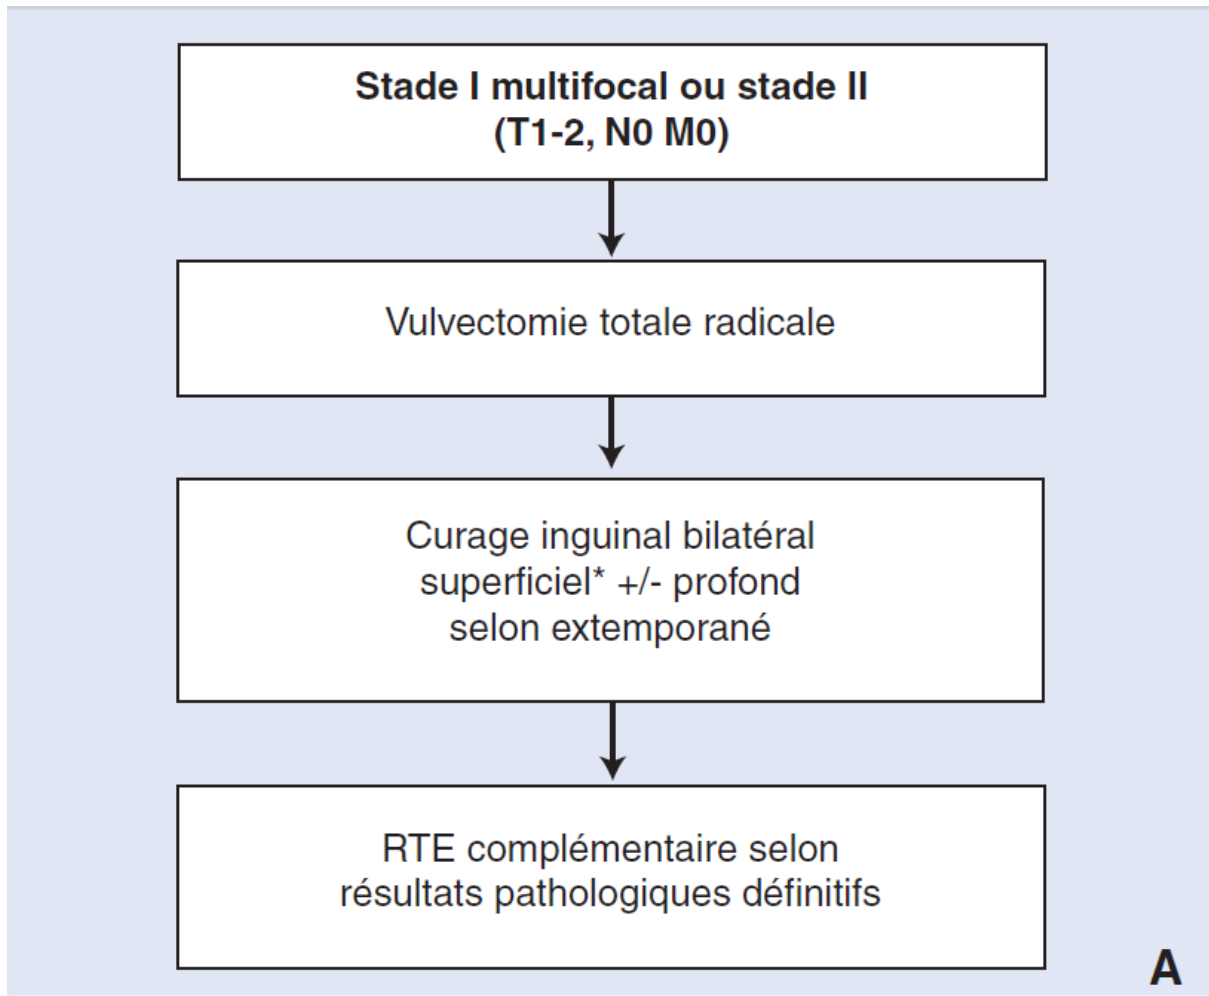 Stade I multifocal ou stade II
(T1-2, N0 M0)
Vulvectomie totale radicale
Curage inguinal bilatéral
superficiel* +/- profond
selon extemporané
RTE complémentaire selon
résultats pathologiques définitifs
A